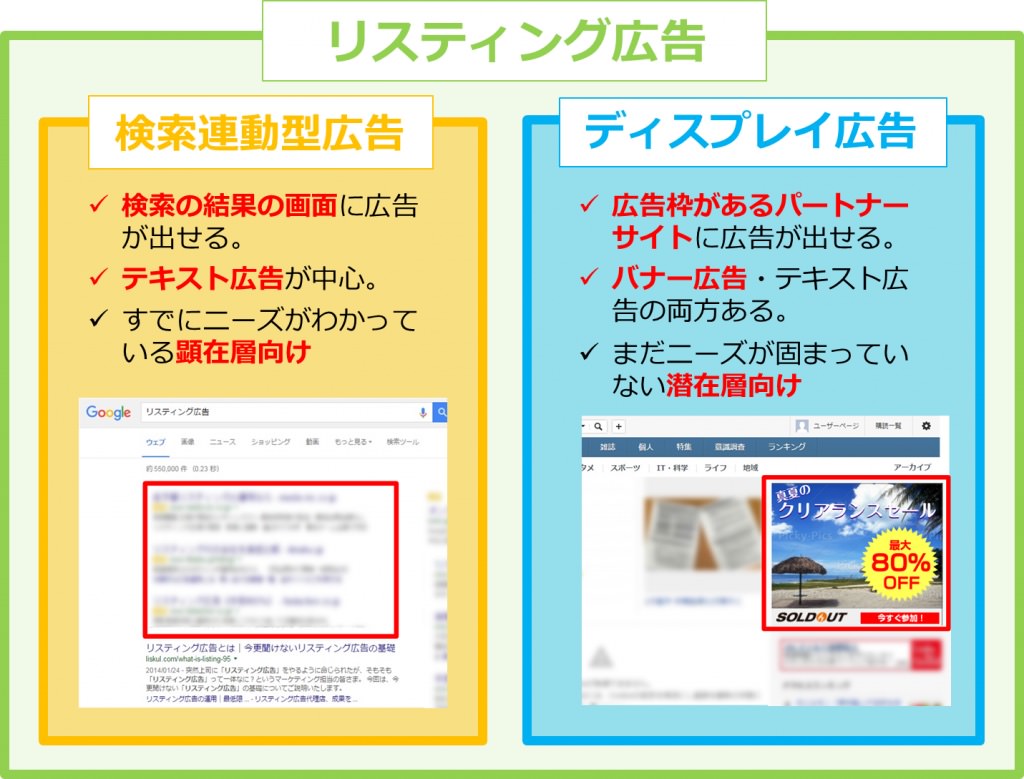 リスティング広告
検索連動型広告
検索の結果の画面に広告
が出せる。
テキスト広告が中心。
すでにニーズがわかって
いる顕在層向け
Google
リスティング広告
ウェブ 画像 ニュース ショッピング 動画 もっと見る 検索ツール
約 550,000 件 (0.23 秒)
リスティング広告とは|今更聞けないリスティング広告の基礎
liskul.com/what-is-listing-95
2014/01/24 - 突然上司に「リスティング広告」をやるように命じられたが、そもそも
「リスティング広告」って一体なに?というマーケティング担当の皆さま。今回は、今
更聞けない「リスティング広告」の基礎についてご説明いたします。
リスティング広告の運用|最低限 ... - リスティング広告代理店、成果を ...
ディスプレイ広告
広告枠があるパートナー
サイトに広告が出せる。
バナー広告・テキスト広
告の両方ある。
まだニーズが固まってい
ない潜在層向け
ユーザーページ 購読一覧
雑誌 個人 特集 意識調査 ランキング
タメ スポーツ IT・科学 ライフ 地域 アーカイブ
真夏の
クリアランスセール
Picky-Pics
最大
80%
OFF
SOLDOUT 今すぐ参加!